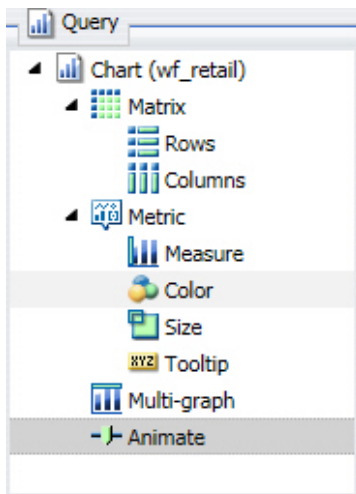 Query
Chart (wf_retail)
Matrix
Rows
Columns
Metric
Measure
Color
Size
XYZ Tooltip
Multi-graph
Animate